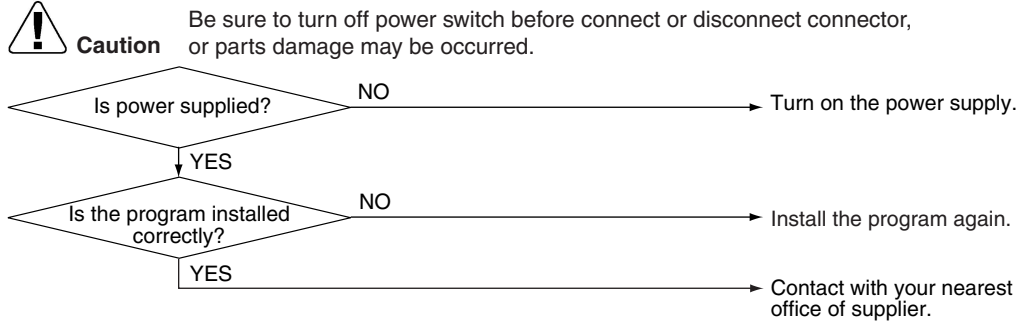 Be sure to turn off power switch before connect or disconnect connector,
Caution or parts damage may be occurred.
Is power supplied?
NO
Turn on the power supply.
YES
Is the program installed
correctly?
NO
Install the program again.
YES
Contact with your nearest
office of supplier.